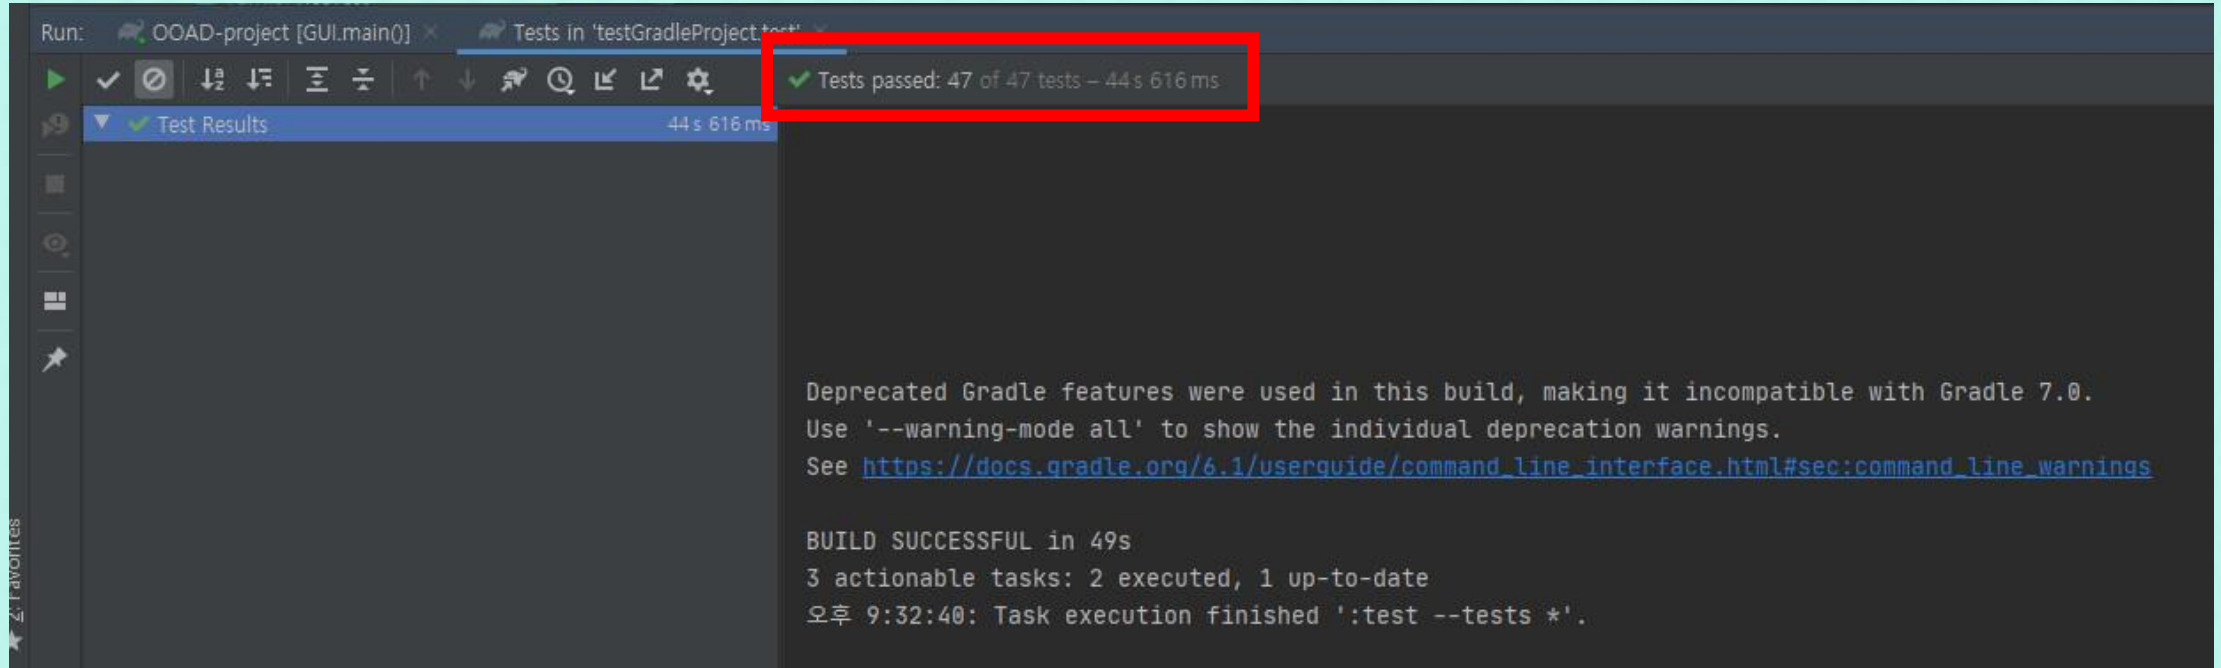 Run: OOAD-project [GUI.main()] Tests in 'testGradleProject.test'
Tests passed: 47 of 47 tests – 44 s 616 ms
Test Results 44 s 616 ms
Deprecated Gradle features were used in this build, making it incompatible with Gradle 7.0.
Use '--warning-mode all' to show the individual deprecation warnings.
See https://docs.gradle.org/6.1/userguide/command_line_interface.html#sec:command_line_warnings
BUILD SUCCESSFUL in 49s
3 actionable tasks: 2 executed, 1 up-to-date
오후 9:32:40: Task execution finished ':test --tests *'.
2: Favorites